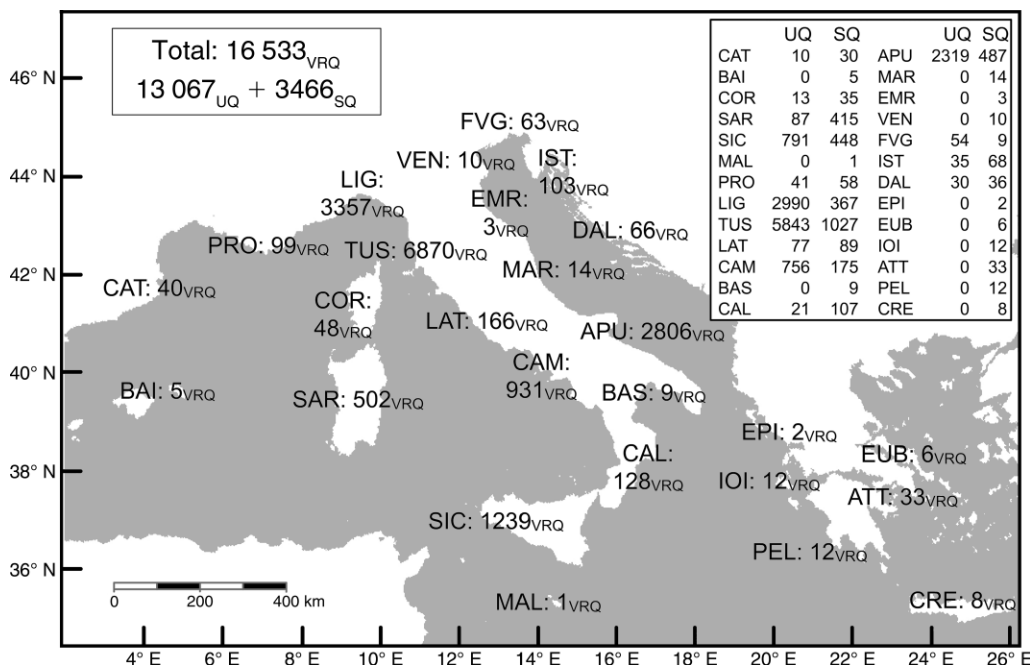 Total: 16 533VRQ
13 067UQ + 3466SQ
UQ SQ UQ SQ
CAT 10 30 APU 2319 487
BAI 0 5 MAR 0 14
COR 13 35 EMR 0 3
SAR 87 415 VEN 0 10
SIC 791 448 FVG 54 9
MAL 0 1 IST 35 68
PRO 41 58 DAL 30 36
LIG 2990 367 EPI 0 2
TUS 5843 1027 EUB 0 6
LAT 77 89 IOI 0 12
CAM 756 175 ATT 0 33
BAS 0 9 PEL 0 12
CAL 21 107 CRE 0 8
46° N
44° N
42° N
40° N
38° N
36° N
FVG: 63VRQ
VEN: 10VRQ
IST:
103VRQ
LIG:
3357VRQ
EMR:
3VRQ
DAL: 66VRQ
PRO: 99VRQ
TUS: 6870VRQ
MAR: 14VRQ
CAT: 40VRQ
COR:
48VRQ
LAT: 166VRQ
APU: 2806VRQ
CAM:
931VRQ
BAI: 5VRQ
SAR: 502VRQ
BAS: 9VRQ
EPI: 2VRQ
EUB: 6VRQ
CAL:
128VRQ
IOI: 12VRQ
ATT: 33VRQ
SIC: 1239VRQ
PEL: 12VRQ
MAL: 1VRQ
CRE: 8VRQ
0 200 400 km
4° E 6° E 8° E 10° E 12° E 14° E 16° E 18° E 20° E 22° E 24° E 26° E